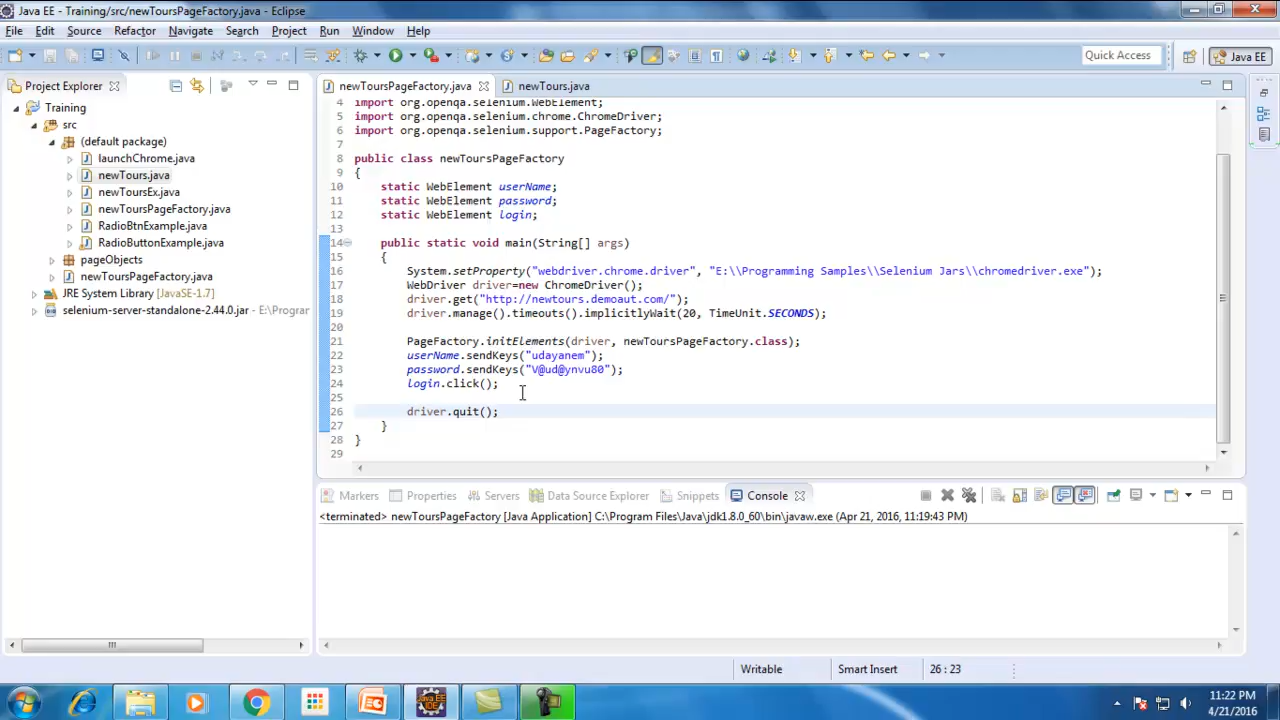 Java EE - Training/src/newToursPageFactory.java - Eclipse
File Edit Source Refactor Navigate Search Project Run Window Help
Quick Access
Java EE
Project Explorer
newToursPageFactory.java
newTours.java
Training
src
(default package)
launchChrome.java
newTours.java
newToursEx.java
newToursPageFactory.java
RadioBtnExample.java
RadioButtonExample.java
pageObjects
newToursPageFactory.java
JRE System Library [JavaSE-1.7]
selenium-server-standalone-2.44.0.jar - E:\Prograr
4 import org.openqa.selenium.WebElement;
5 import org.openqa.selenium.chrome.ChromeDriver;
6 import org.openqa.selenium.support.PageFactory;
7
8 public class newToursPageFactory
9 {
10 static WebElement userName;
11 static WebElement password;
12 static WebElement login;
13
14 public static void main(String[] args)
15 {
16 System.setProperty("webdriver.chrome.driver", "E:\\Programming Samples\\Selenium Jars\\chromedriver.exe");
17 WebDriver driver=new ChromeDriver();
18 driver.get("http://newtours.demoaut.com/");
19 driver.manage().timeouts().implicitlyWait(20, TimeUnit.SECONDS);
20
21 PageFactory.initElements(driver, newToursPageFactory.class);
22 userName.sendKeys("udayanem");
23 password.sendKeys("V@ud@ynvu80");
24 login.click();
25
26 driver.quit();
27 }
28 }
29
Markers Properties Servers Data Source Explorer Snippets Console
<terminated> newToursPageFactory [Java Application] C:\Program Files\Java\jdk1.8.0_60\bin\javaw.exe (Apr 21, 2016, 11:19:43 PM)
Writable Smart Insert 26 : 23
11:22 PM
4/21/2016